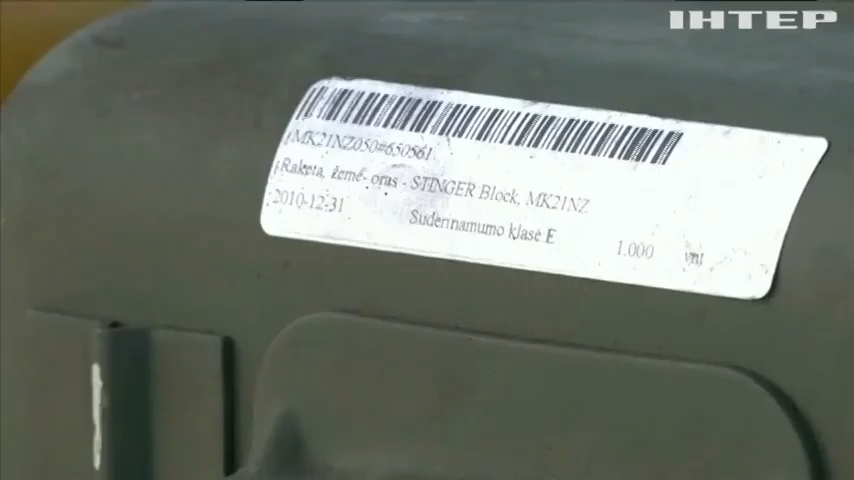 ІНТЕР
MK21NZ050#650561
Raketa, žemė- oras - STINGER Block, MK21NZ
2010-12-31
Suderinamumo klasė E 1.000 vnt